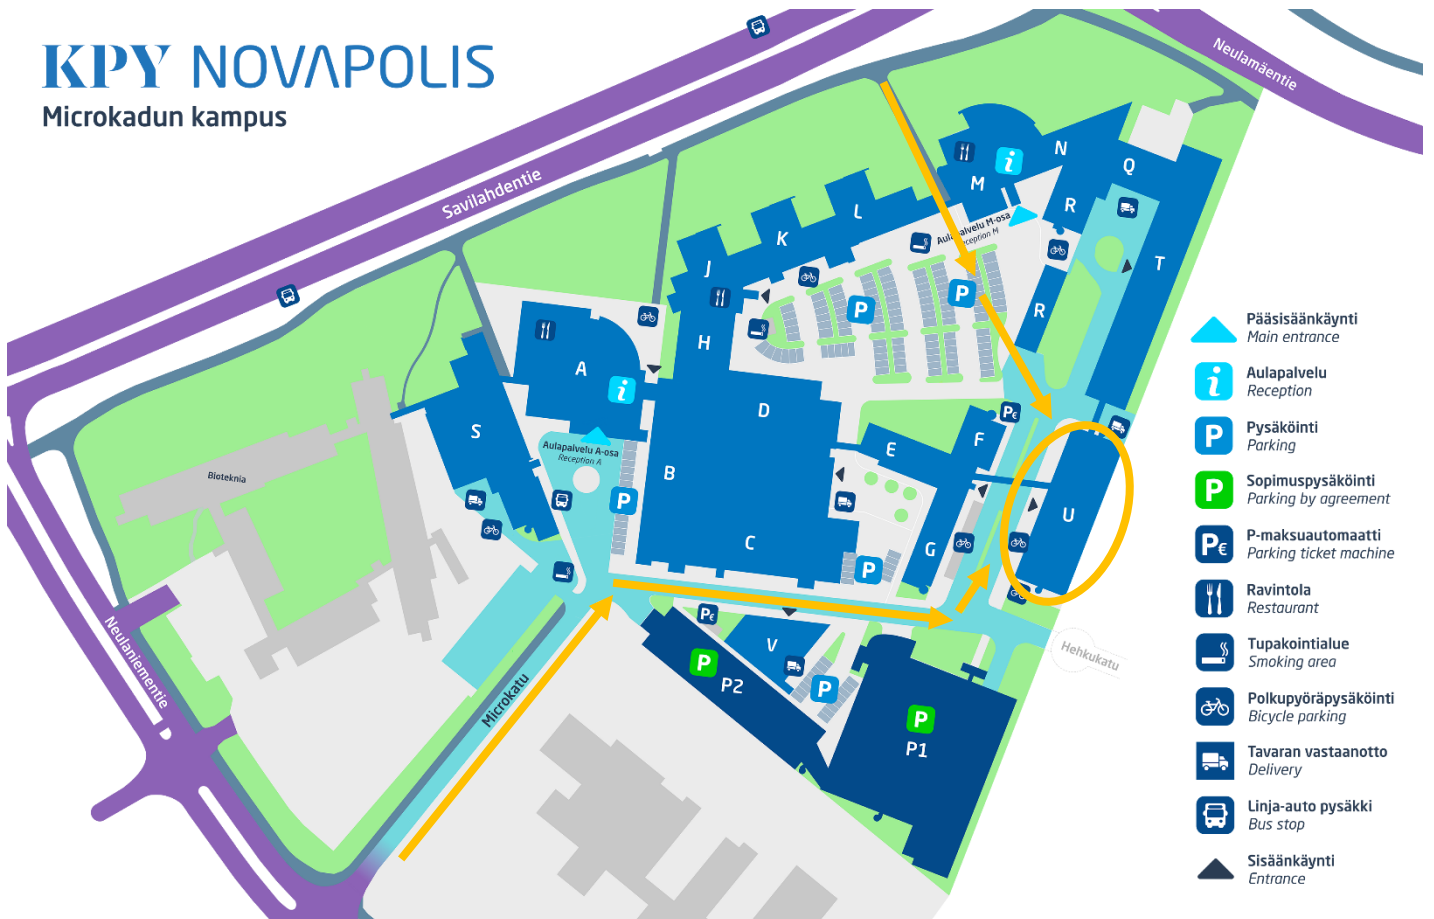 KPY NOVAPOLIS
Microkadun kampus
Savilahdentie
Neulamäentie
Neulaniementie
Microkatu
Hehkukatu
Bioteknia
Aulapalvelu M-osa
Reception M
Aulapalvelu A-osa
Reception A
N
Q
M
R
L
K
J
T
R
P
P
H
A
i
i
D
S
B
E
F
P€
P
U
C
G
P
P€
V
P
P2
P
P
P1
Pääsisäänkäynti
Main entrance
i
Aulapalvelu
Reception
P
Pysäköinti
Parking
P
Sopimuspysäköinti
Parking by agreement
P€
P-maksuautomaatti
Parking ticket machine
Ravintola
Restaurant
Tupakointialue
Smoking area
Polkupyöräpysäköinti
Bicycle parking
Tavaran vastaanotto
Delivery
Linja-auto pysäkki
Bus stop
Sisäänkäynti
Entrance